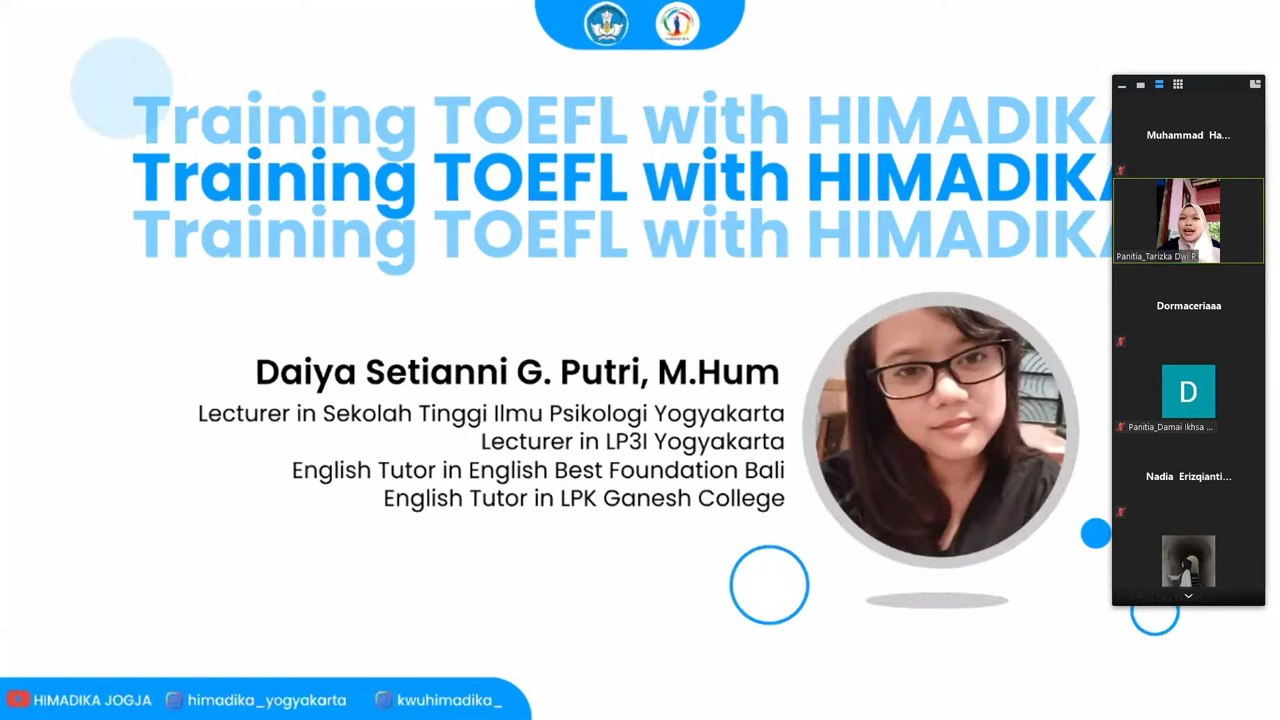 Training TOEFL with HIMADIKA
Training TOEFL with HIMADIKA
Training TOEFL with HIMADIKA
Daiya Setianni G. Putri, M.Hum
Lecturer in Sekolah Tinggi Ilmu Psikologi Yogyakarta
Lecturer in LP3I Yogyakarta
English Tutor in English Best Foundation Bali
English Tutor in LPK Ganesh College
HIMADIKA JOGJA
himadika_yogyakarta
kwuhimadika_
Muhammad Ha...
Panitia_Tarizka Dwi P
Dormaceriaaa
D
Panitia_Damai Ikhsa ...
Nadia Erizqianti...